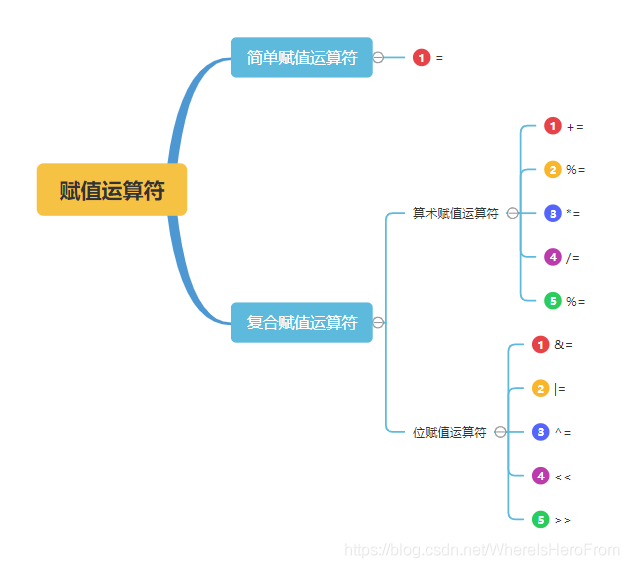 赋值运算符
简单赋值运算符
1 =
复合赋值运算符
算术赋值运算符
1 +=
2 %=
3 *=
4 /=
5 %=
位赋值运算符
1 &=
2 |=
3 ^=
4 <<
5 >>
https://blog.csdn.net/WhereIsHeroFrom